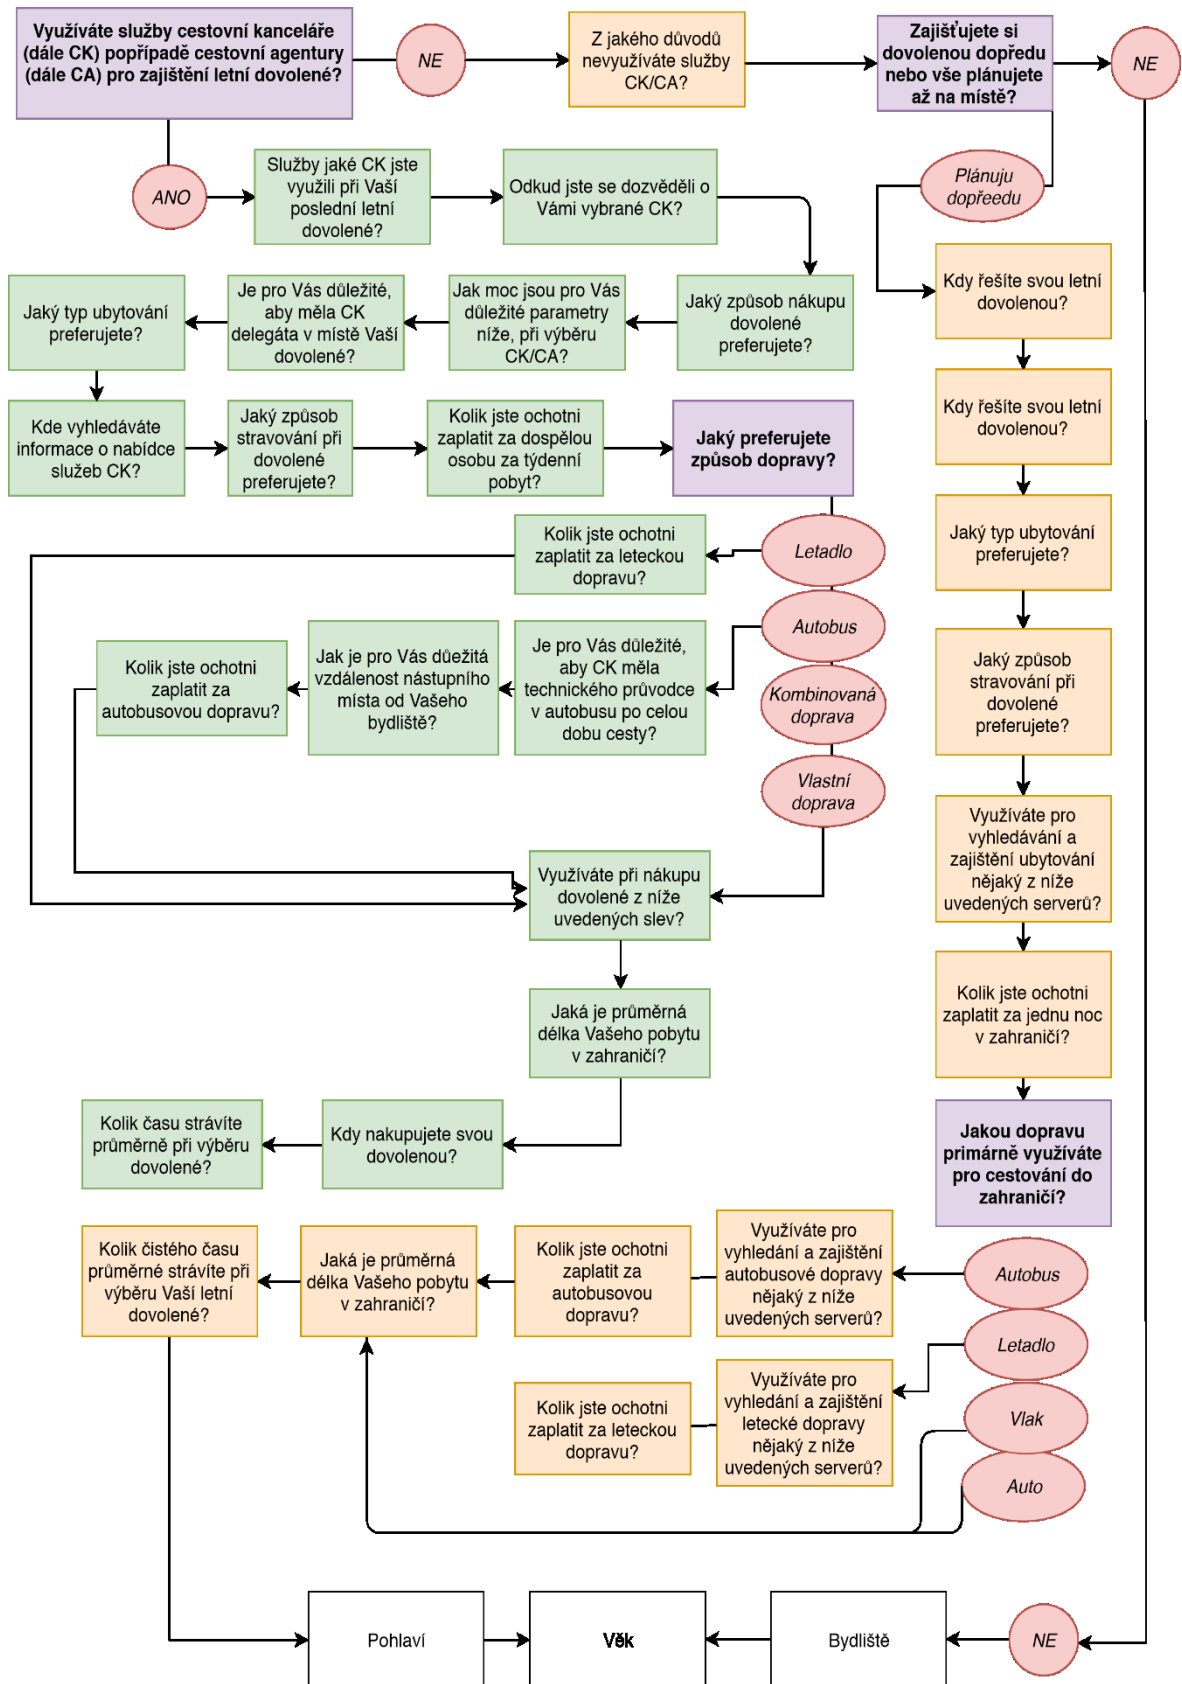 Využíváte služby cestovní kanceláře
(dále CK) popřípadě cestovní agentury
(dále CA) pro zajištění letní dovolené?
NE
Z jakého důvodů
nevyužíváte služby
CK/CA?
Zajišťujete si
dovolenou dopředu
nebo vše plánujete
až na místě?
NE
ANO
Služby jaké CK jste
využili při Vaší
poslední letní
dovolené?
Odkud jste se dozvěděli o
Vámi vybrané CK?
Plánuju
dopřeedu
Jaký typ ubytování
preferujete?
Je pro Vás důležité,
aby měla CK
delegáta v místě Vaší
dovolené?
Jak moc jsou pro Vás
důležité parametry
níže, při výběru
CK/CA?
Jaký způsob nákupu
dovolené
preferujete?
Kdy řešíte svou letní
dovolenou?
Kde vyhledáváte
informace o nabídce
služeb CK?
Jaký způsob
stravování při
dovolené
preferujete?
Kolik jste ochotni
zaplatit za dospělou
osobu za týdenní
pobyt?
Jaký preferujete
způsob dopravy?
Kdy řešíte svou letní
dovolenou?
Kolik jste ochotni
zaplatit za leteckou
dopravu?
Letadlo
Jaký typ ubytování
preferujete?
Kolik jste ochotni
zaplatit za
autobusovou dopravu?
Jak je pro Vás důežitá
vzdálenost nástupního
místa od Vašeho
bydliště?
Je pro Vás důležité,
aby CK měla
technického průvodce
v autobusu po celou
dobu cesty?
Autobus
Kombinovaná
doprava
Vlastní
doprava
Jaký způsob
stravování při
dovolené
preferujete?
Využíváte při nákupu
dovolené z níže
uvedených slev?
Využíváte pro
vyhledávání a
zajištění ubytování
nějaký z níže
uvedených serverů?
Jaká je průměrná
délka Vašeho pobytu
v zahraničí?
Kolik jste ochotni
zaplatit za jednu noc
v zahraničí?
Kolik času strávíte
průměrně při výběru
dovolené?
Kdy nakupujete svou
dovolenou?
Jakou dopravu
primárně využíváte
pro cestování do
zahraničí?
Kolik čistého času
průměrné strávíte při
výběru Vaší letní
dovolené?
Jaká je průměrná
délka Vašeho pobytu
v zahraničí?
Kolik jste ochotni
zaplatit za
autobusovou
dopravu?
Využíváte pro
vyhledání a zajištění
autobusové dopravy
nějaký z níže
uvedených serverů?
Autobus
Letadlo
Kolik jste ochotni
zaplatit za leteckou
dopravu?
Využíváte pro
vyhledání a zajištění
letecké dopravy
nějaký z níže
uvedených serverů?
Vlak
Auto
Pohlaví
Věk
Bydliště
NE